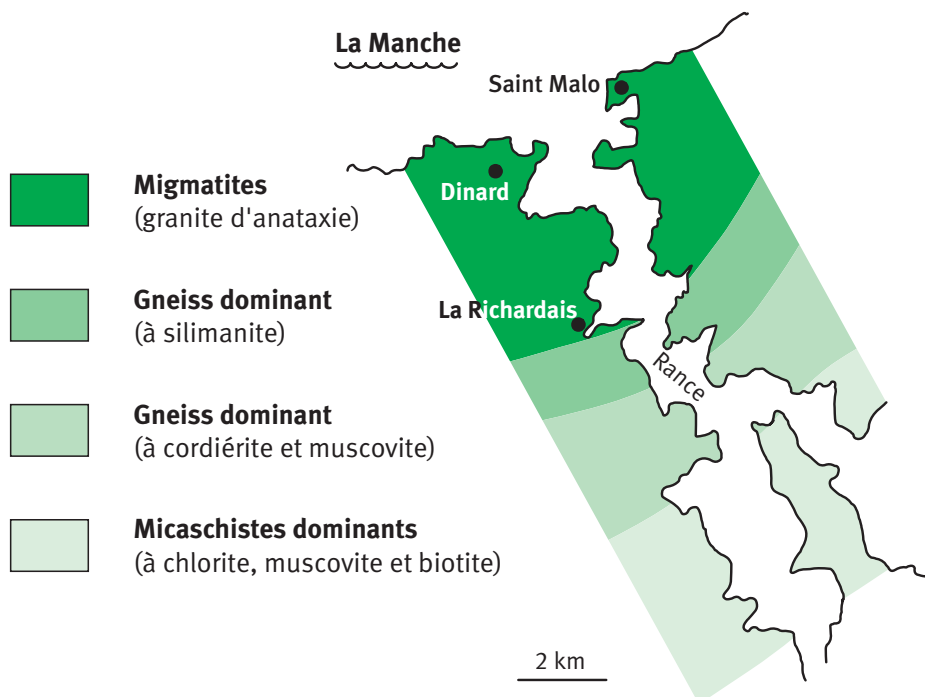 La Manche
Saint Malo
Dinard
La Richardais
Rance
Migmatites
(granite d'anataxie)
Gneiss dominant
(à silimanite)
Gneiss dominant
(à cordiérite et muscovite)
Micaschistes dominants
(à chlorite, muscovite et biotite)
2 km